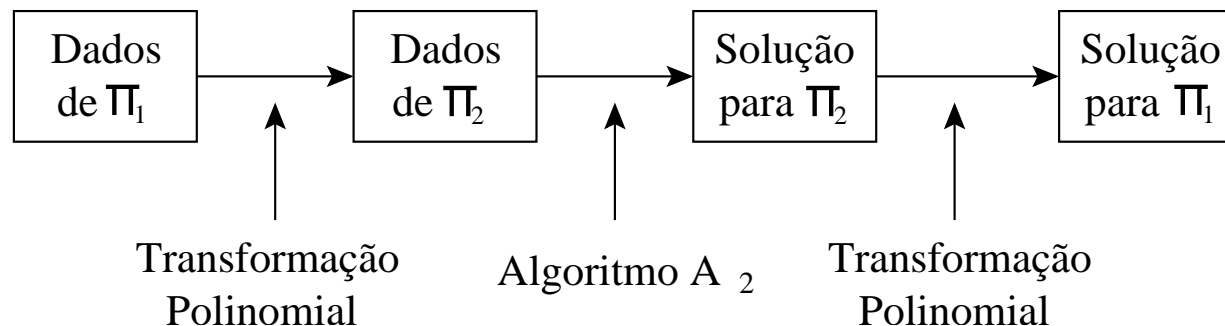 Dados
de Π1
Dados
de Π2
Solução
para Π2
Solução
para Π1
Transformação
Polinomial
Algoritmo A 2
Transformação
Polinomial